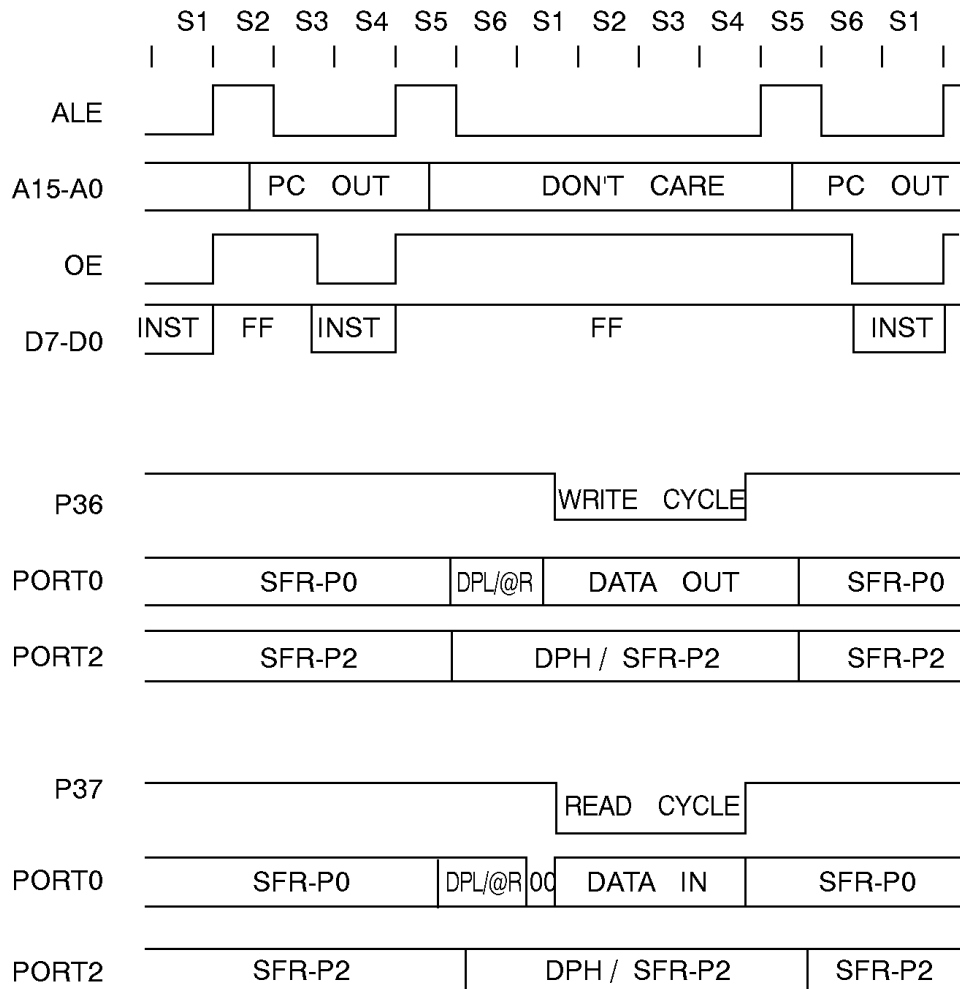 S1 S2 S3 S4 S5 S6 S1 S2 S3 S4 S5 S6 S1
ALE
A15-A0 PC OUT DON'T CARE PC OUT
OE
D7-D0 INST FF INST FF INST
P36 WRITE CYCLE
PORT0 SFR-P0 DPL/@R DATA OUT SFR-P0
PORT2 SFR-P2 DPH / SFR-P2 SFR-P2
P37 READ CYCLE
PORT0 SFR-P0 DPL/@R 00 DATA IN SFR-P0
PORT2 SFR-P2 DPH / SFR-P2 SFR-P2